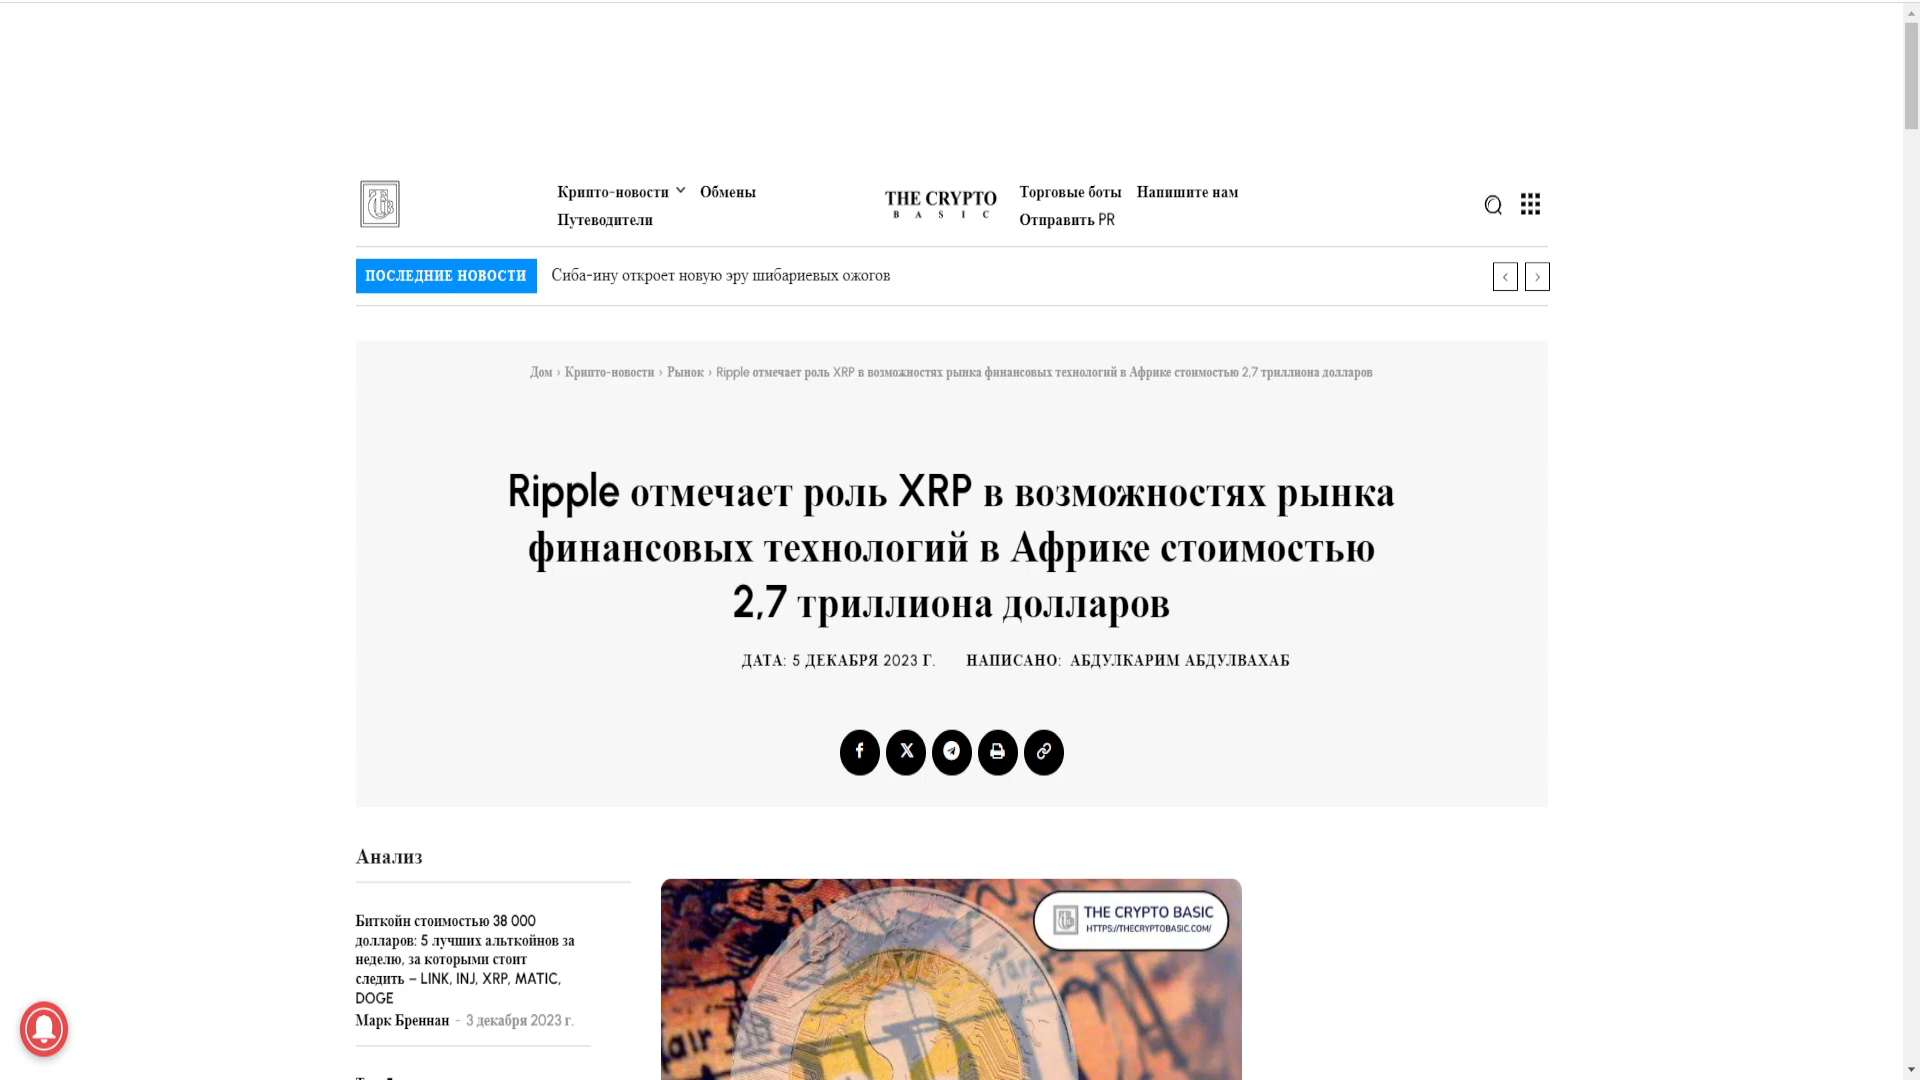 Крипто-новости Обмены
Путеводители
THE CRYPTO
BASIC
Торговые боты Напишите нам
Отправить PR
ПОСЛЕДНИЕ НОВОСТИ Сиба-ину откроет новую эру шибариевых ожогов
Дом › Крипто-новости › Рынок › Ripple отмечает роль XRP в возможностях рынка финансовых технологий в Африке стоимостью 2,7 триллиона долларов
Ripple отмечает роль XRP в возможностях рынка
финансовых технологий в Африке стоимостью
2,7 триллиона долларов
ДАТА: 5 ДЕКАБРЯ 2023 Г. НАПИСАНО: АБДУЛКАРИМ АБДУЛВАХАБ
Анализ
Биткойн стоимостью 38 000
долларов: 5 лучших альткойнов за
неделю, за которыми стоит
следить – LINK, INJ, XRP, MATIC,
DOGE
Марк Бреннан - 3 декабря 2023 г.
THE CRYPTO BASIC
HTTPS://THECRYPTOBASIC.COM/